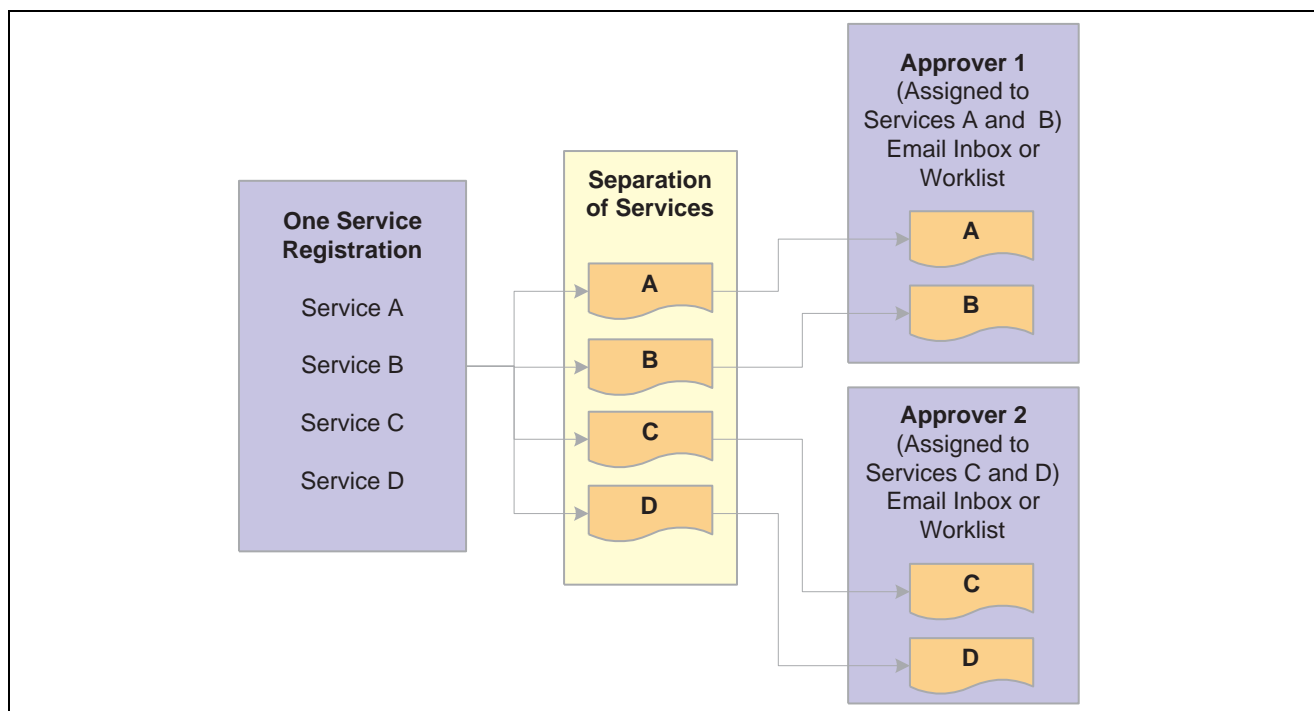 One Service
Registration
Service A
Service B
Service C
Service D
Separation
of Services
A
B
C
D
Approver 1
(Assigned to
Services A and  B)
Email Inbox or
Worklist
A
B
Approver 2
(Assigned to
Services C and D)
Email Inbox or
Worklist
C
D